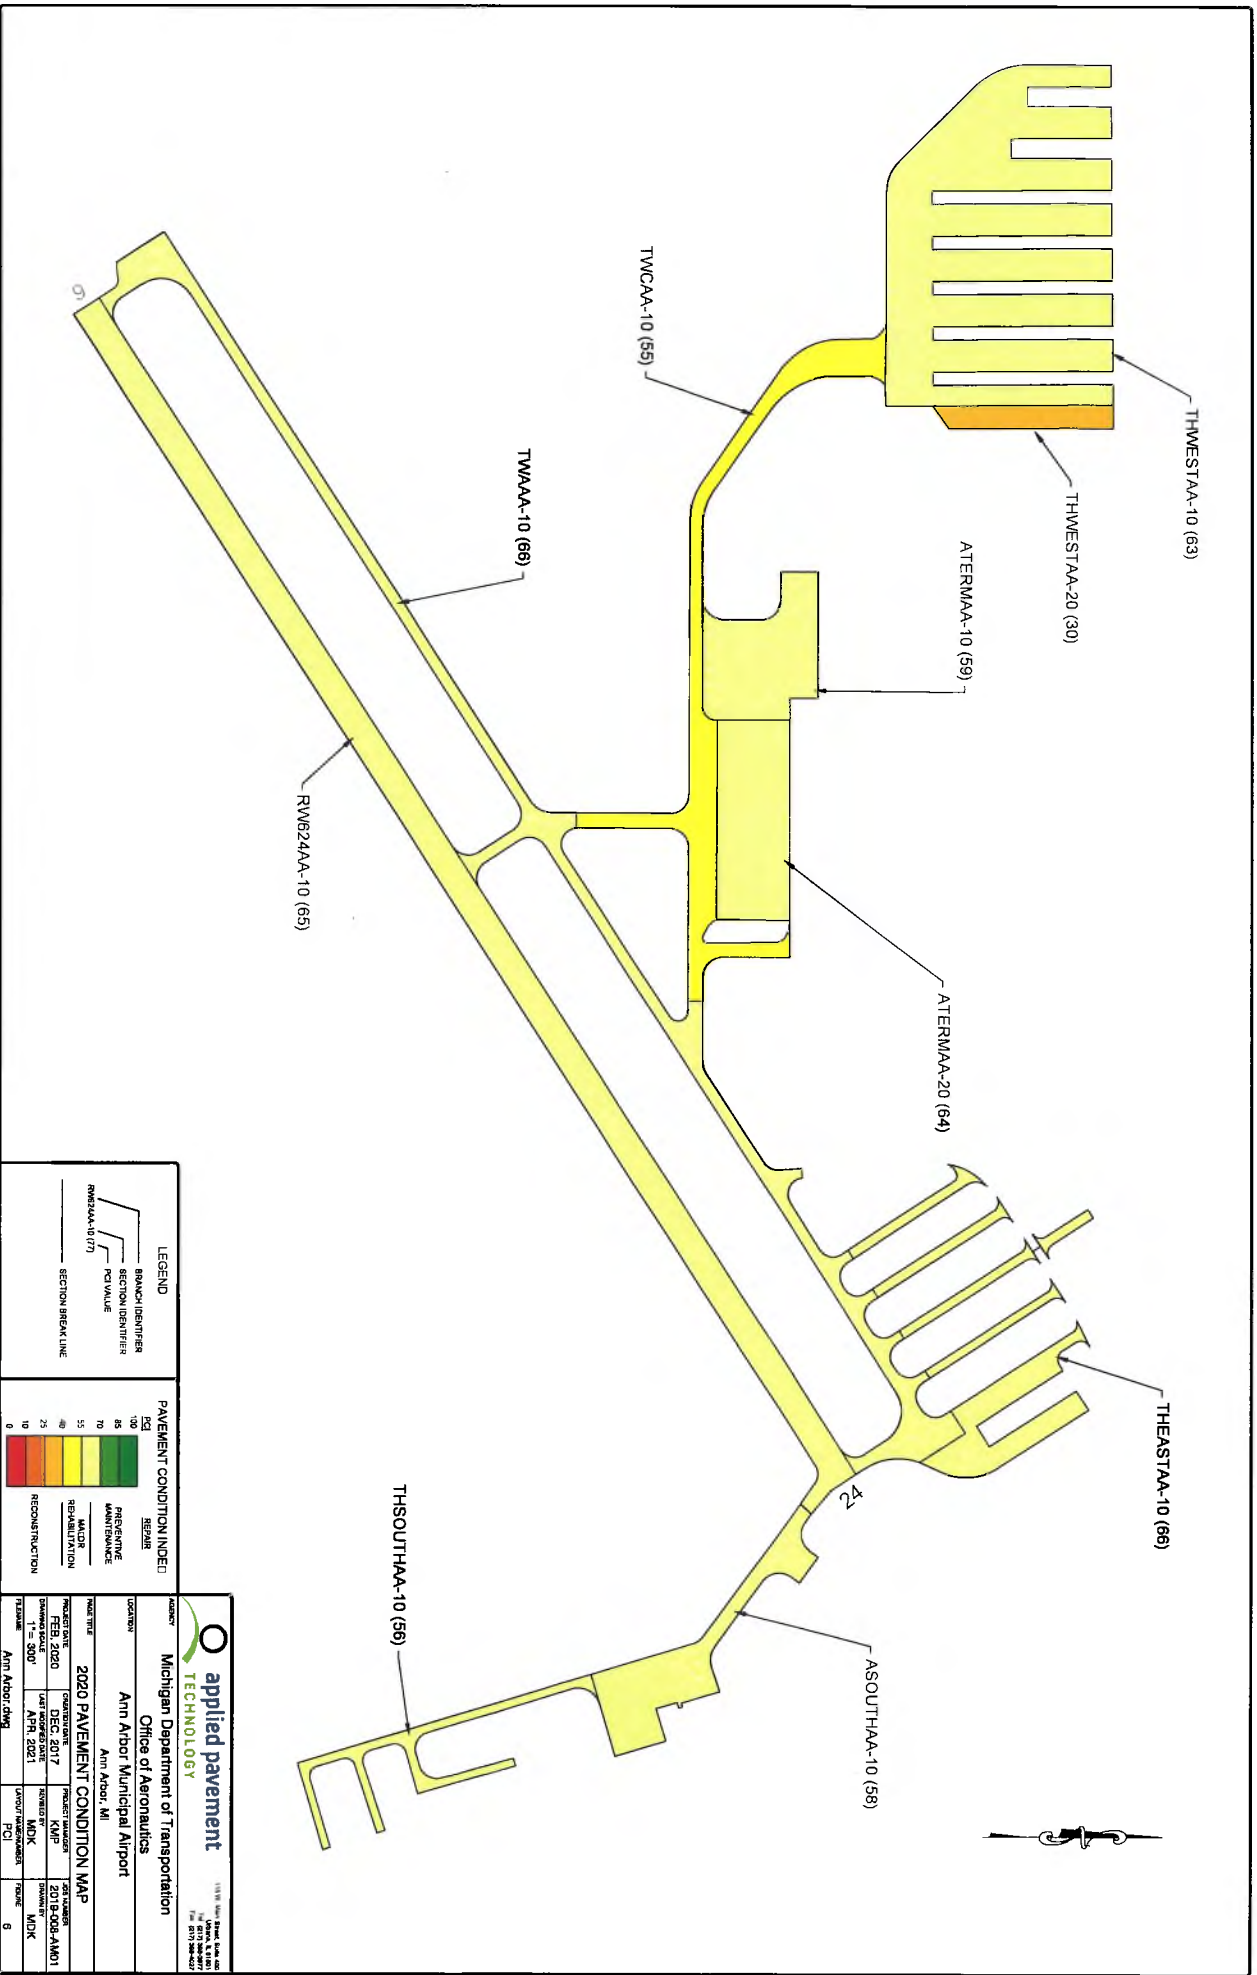 THWESTAA-10 (63)
THWESTAA-20 (30)
ATERMAA-10 (59)
TWCAA-10 (55)
TWAAA-10 (66)
RW624AA-10 (65)
ATERMAA-20 (64)
THEASTAA-10 (66)
ASOUTHAA-10 (58)
THSOUTHAA-10 (56)
6
24
LEGEND
BRANCH IDENTIFIER
SECTION IDENTIFIER
PCI VALUE
RW624AA-10 (77)
SECTION BREAK LINE
PAVEMENT CONDITION INDE
PCI
REPAIR
100
85
70
55
40
25
10
0
PREVENTIVE
MAINTENANCE
MAJOR
REHABILITATION
RECONSTRUCTION
applied pavement
TECHNOLOGY
AGENCY
Michigan Department of Transportation
Office of Aeronautics
LOCATION
Ann Arbor Municipal Airport
Ann Arbor, MI
PAGE TITLE
2020 PAVEMENT CONDITION MAP
PROJECT DATE
FEB. 2020
CREATION DATE
DEC. 2017
PROJECT MANAGER
KMP
JOB NUMBER
2019-008-AM01
DRAWING SCALE
1" = 300'
LAST MODIFIED DATE
APR. 2021
REVISED BY
MDK
DRAWN BY
MDK
FILENAME
Ann Arbor.dwg
LAYOUT NAME/NUMBER
PCI
FIGURE
6